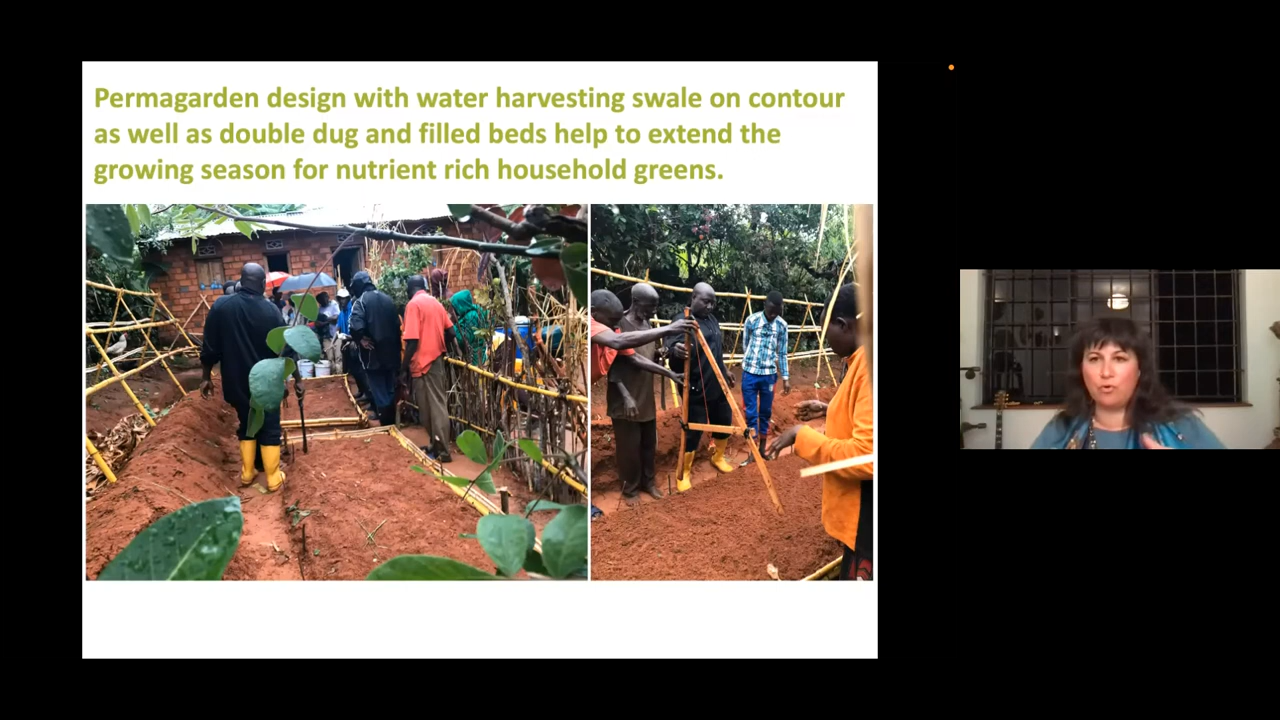 Permagarden design with water harvesting swale on contour
as well as double dug and filled beds help to extend the
growing season for nutrient rich household greens.